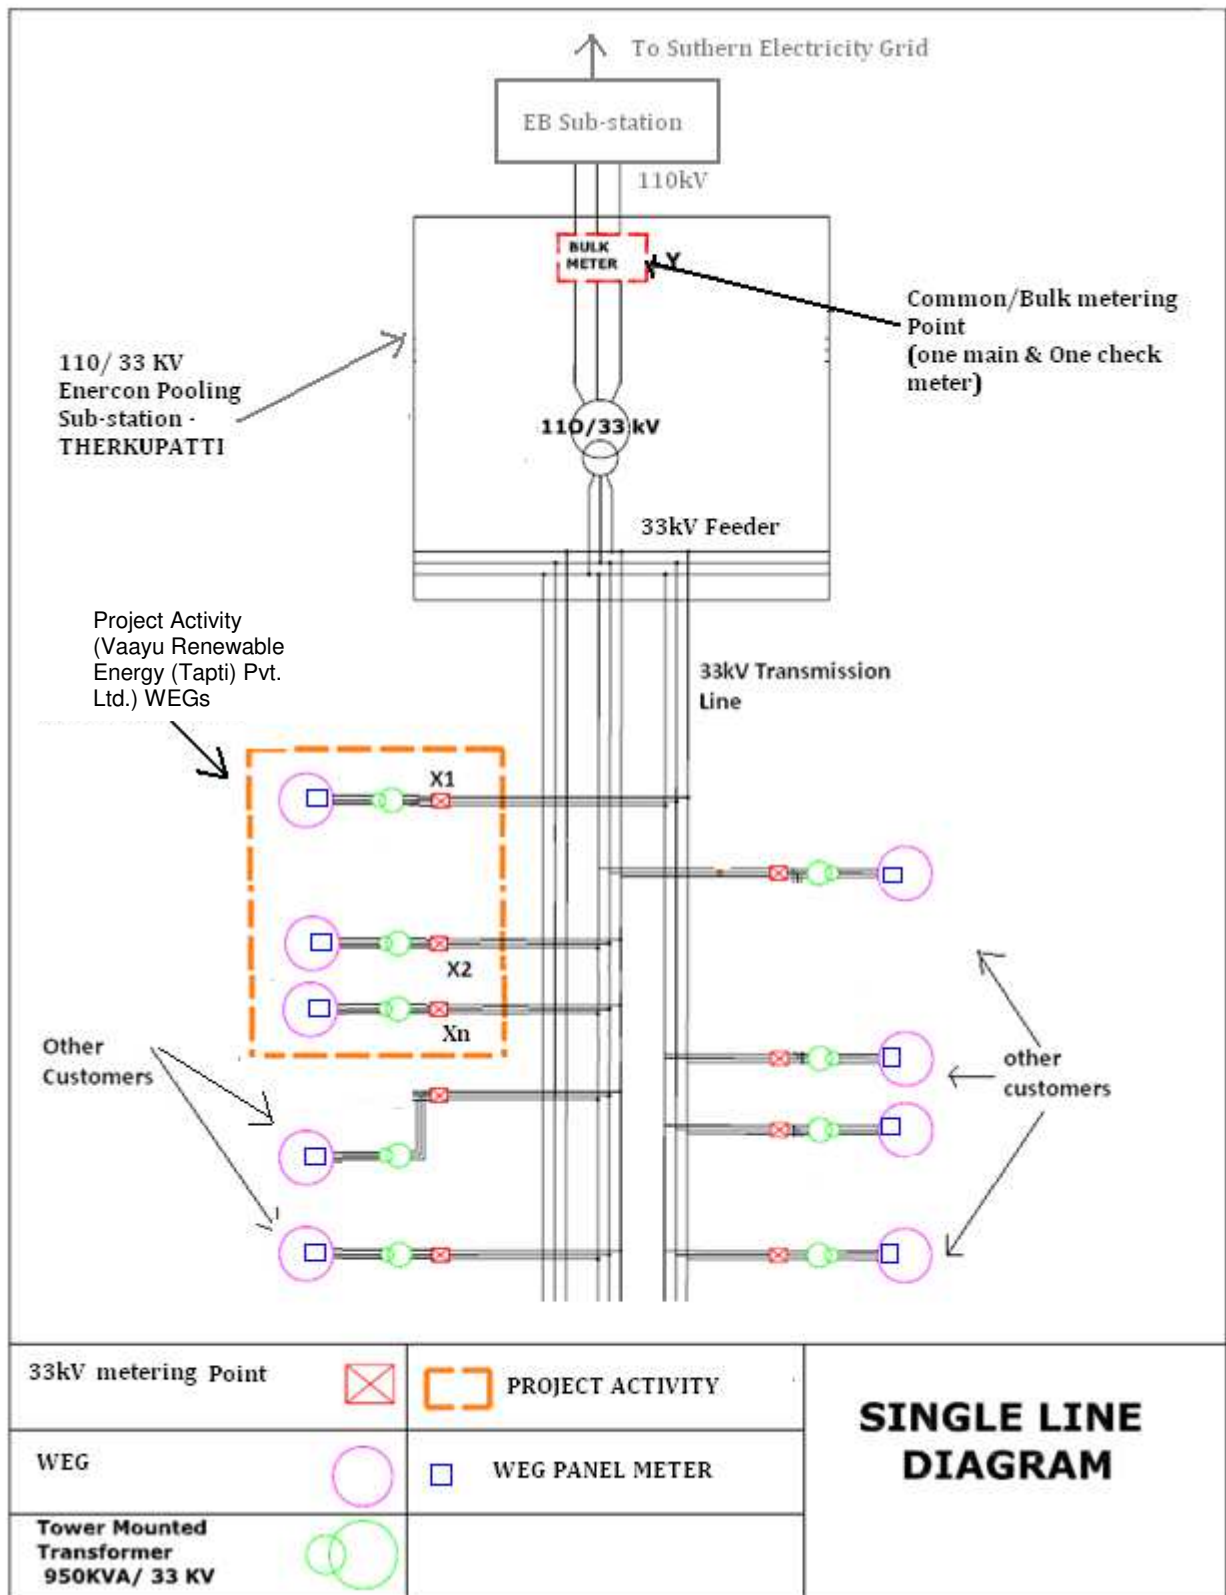 To Suthern Electricity Grid
EB Sub-station
110kV
BULK
METER
Y
Common/Bulk metering
Point
(one main & One check
meter)
110/ 33 KV
Enercon Pooling
Sub-station -
THERKUPATTI
110/33 kV
33kV Feeder
Project Activity
(Vaayu Renewable
Energy (Tapti) Pvt.
Ltd.) WEGs
33kV Transmission
Line
X1
X2
Xn
Other
Customers
other
customers
33kV metering Point
PROJECT ACTIVITY
WEG
WEG PANEL METER
Tower Mounted
Transformer
950KVA/ 33 KV
SINGLE LINE
DIAGRAM